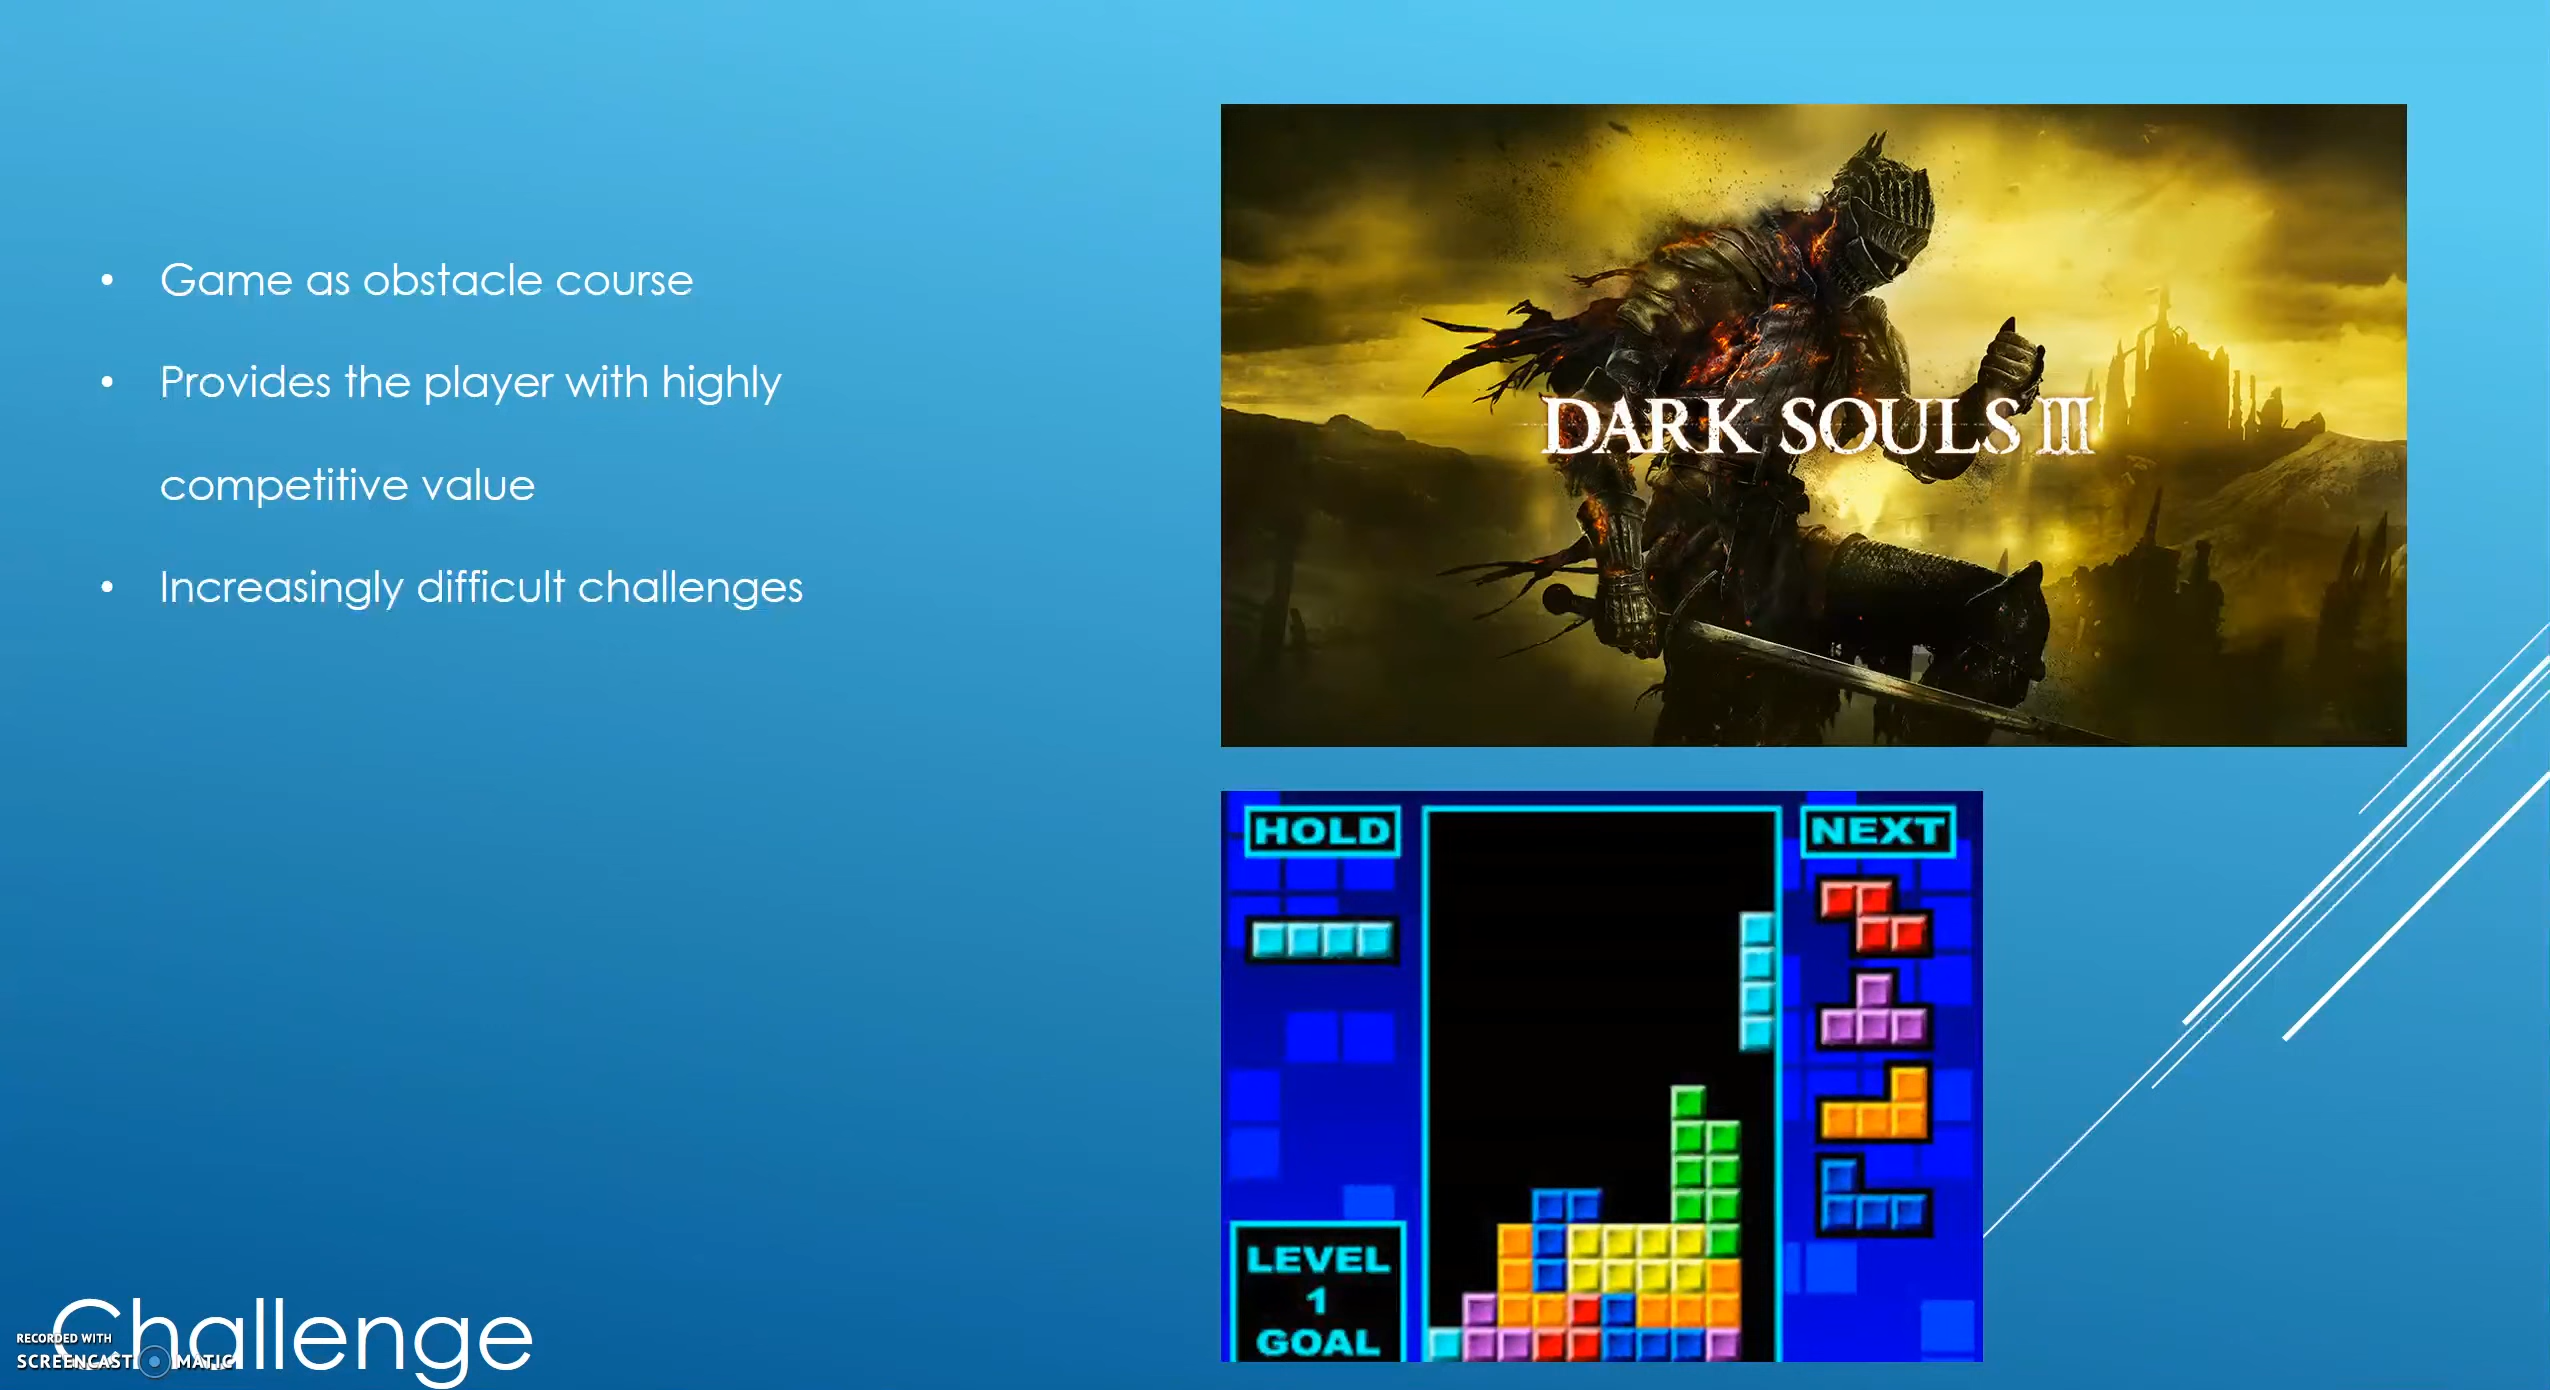 • Game as obstacle course
• Provides the player with highly
competitive value
• Increasingly difficult challenges
DARK SOULS III
HOLD
NEXT
LEVEL
1
GOAL
Challenge
RECORDED WITH
SCREENCAST MATIC